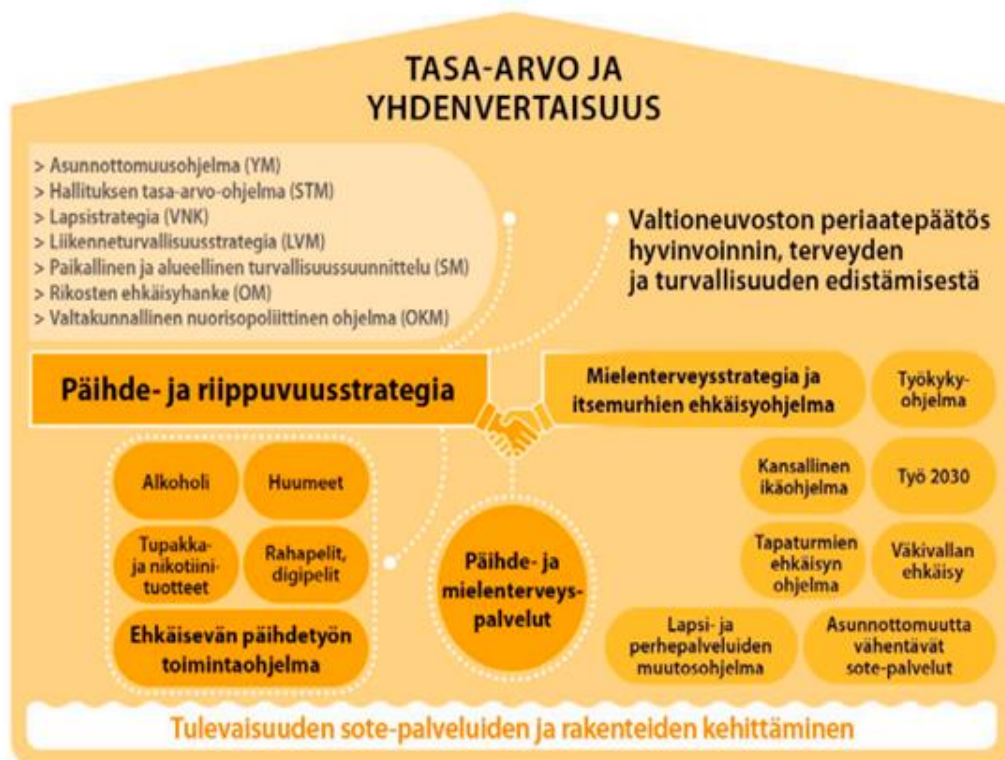 TASA-ARVO JA
YHDENVERTAISUUS
> Asunnottomuusohjelma (YM)
> Hallituksen tasa-arvo-ohjelma (STM)
> Lapsistrategia (VNK)
> Liikenneturvallisuusstrategia (LVM)
> Paikallinen ja alueellinen turvallisuussuunnittelu (SM)
> Rikosten ehkäisyhanke (OM)
> Valtakunnallinen nuorisopoliittinen ohjelma (OKM)
Valtioneuvoston periaatepäätös
hyvinvoinnin, terveyden
ja turvallisuuden edistämisestä
Päihde- ja riippuvuusstrategia
Mielenterveysstrategia ja
itsemurhien ehkäisyohjelma
Työkyky-
ohjelma
Alkoholi
Huumeet
Tupakka-
ja nikotiini-
tuotteet
Rahapelit,
digipelit
Ehkäisevän päihdetyön
toimintaohjelma
Päihde- ja
mielenterveys-
palvelut
Kansallinen
ikäohjelma
Työ 2030
Tapaturmien
ehkäisyn
ohjelma
Väkivallan
ehkäisy
Lapsi- ja
perhepalveluiden
muutosohjelma
Asunnottomuutta
vähentävät
sote-palvelut
Tulevaisuuden sote-palveluiden ja rakenteiden kehittäminen